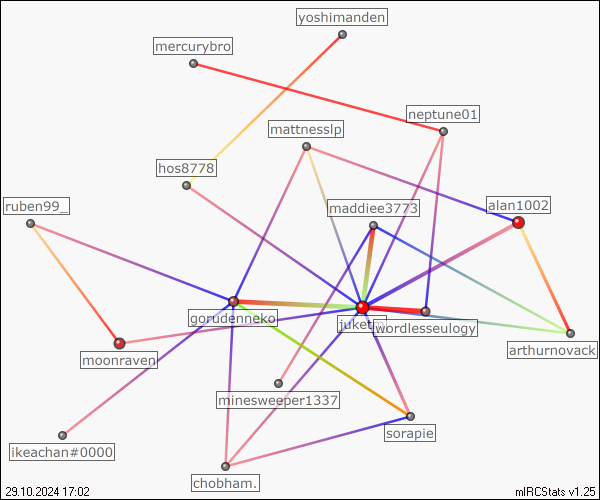 yoshimanden
mercurybro
neptune01
mattnesslp
hos8778
ruben99_
maddiee3773
alan1002
gorudenneko
juket
wordlesseulogy
arthurnovack
moonraven
minesweeper1337
sorapie
ikeachan#0000
chobham.
29.10.2024 17:02
mIRCStats v1.25